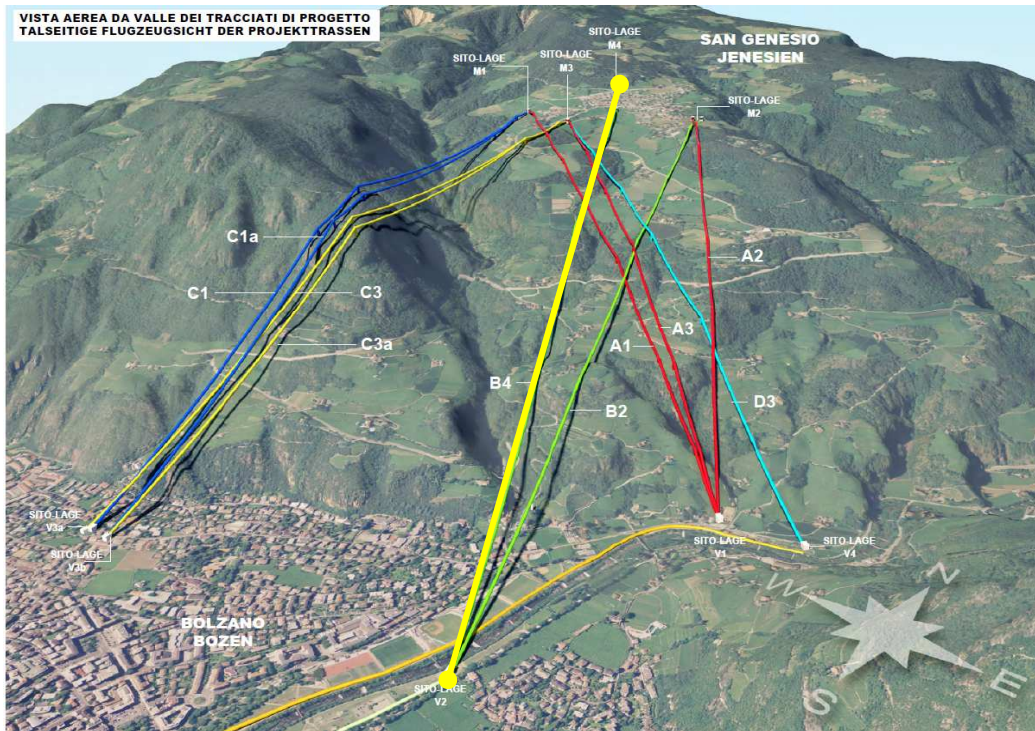 VISTA AEREA DA VALLE DEI TRACCIATI DI PROGETTO
TALSEITIGE FLUGZEUGSICHT DER PROJEKTTRASSEN
SITO-LAGE
M4
SAN GENESIO
JENESIEN
SITO-LAGE
M1
SITO-LAGE
M3
SITO-LAGE
M2
C1a
C1
C3
C3a
A2
A3
A1
B4
B2
D3
SITO-LAGE
V3a
SITO-LAGE
V3b
SITO-LAGE
V1
SITO-LAGE
V4
BOLZANO
BOZEN
SITO-LAGE
V2
W
N
S
E